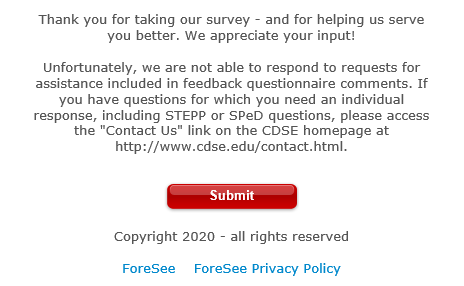 Thank you for taking our survey - and for helping us serve
you better. We appreciate your input!
Unfortunately, we are not able to respond to requests for
assistance included in feedback questionnaire comments. If
you have questions for which you need an individual
response, including STEPP or SPeD questions, please access
the "Contact Us" link on the CDSE homepage at
http://www.cdse.edu/contact.html.
Submit
Copyright 2020 - all rights reserved
ForeSee ForeSee Privacy Policy